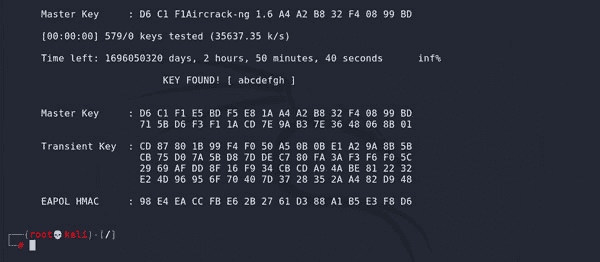 Master Key     : D6 C1 F1Aircrack-ng 1.6 A4 A2 B8 32 F4 08 99 BD
[00:00:00] 579/0 keys tested (35637.35 k/s)
Time left: 1696050320 days, 2 hours, 50 minutes, 40 seconds      inf%
KEY FOUND! [ abcdefgh ]
Master Key     : D6 C1 F1 E5 BD F5 E8 1A A4 A2 B8 32 F4 08 99 BD
71 5B D6 F3 F1 1A CD 7E 9A B3 7E 36 48 06 8B 01
Transient Key  : CD 87 80 1B 99 F4 F0 50 A5 0B 0B E1 A2 9A 8B 5B
CB 75 D0 7A 5B D8 7D DE C7 80 FA 3A F3 F6 F0 5C
29 69 AF DD 8F 16 F9 34 CB CD A9 4A BE 81 22 32
E2 4D 96 95 6F 70 40 7D 37 28 35 2A A4 82 D9 48
EAPOL HMAC     : 98 E4 EA CC FB E6 2B 27 61 D3 88 A1 B5 E3 F8 D6
┌──(root💀kali)-[/]
└─#